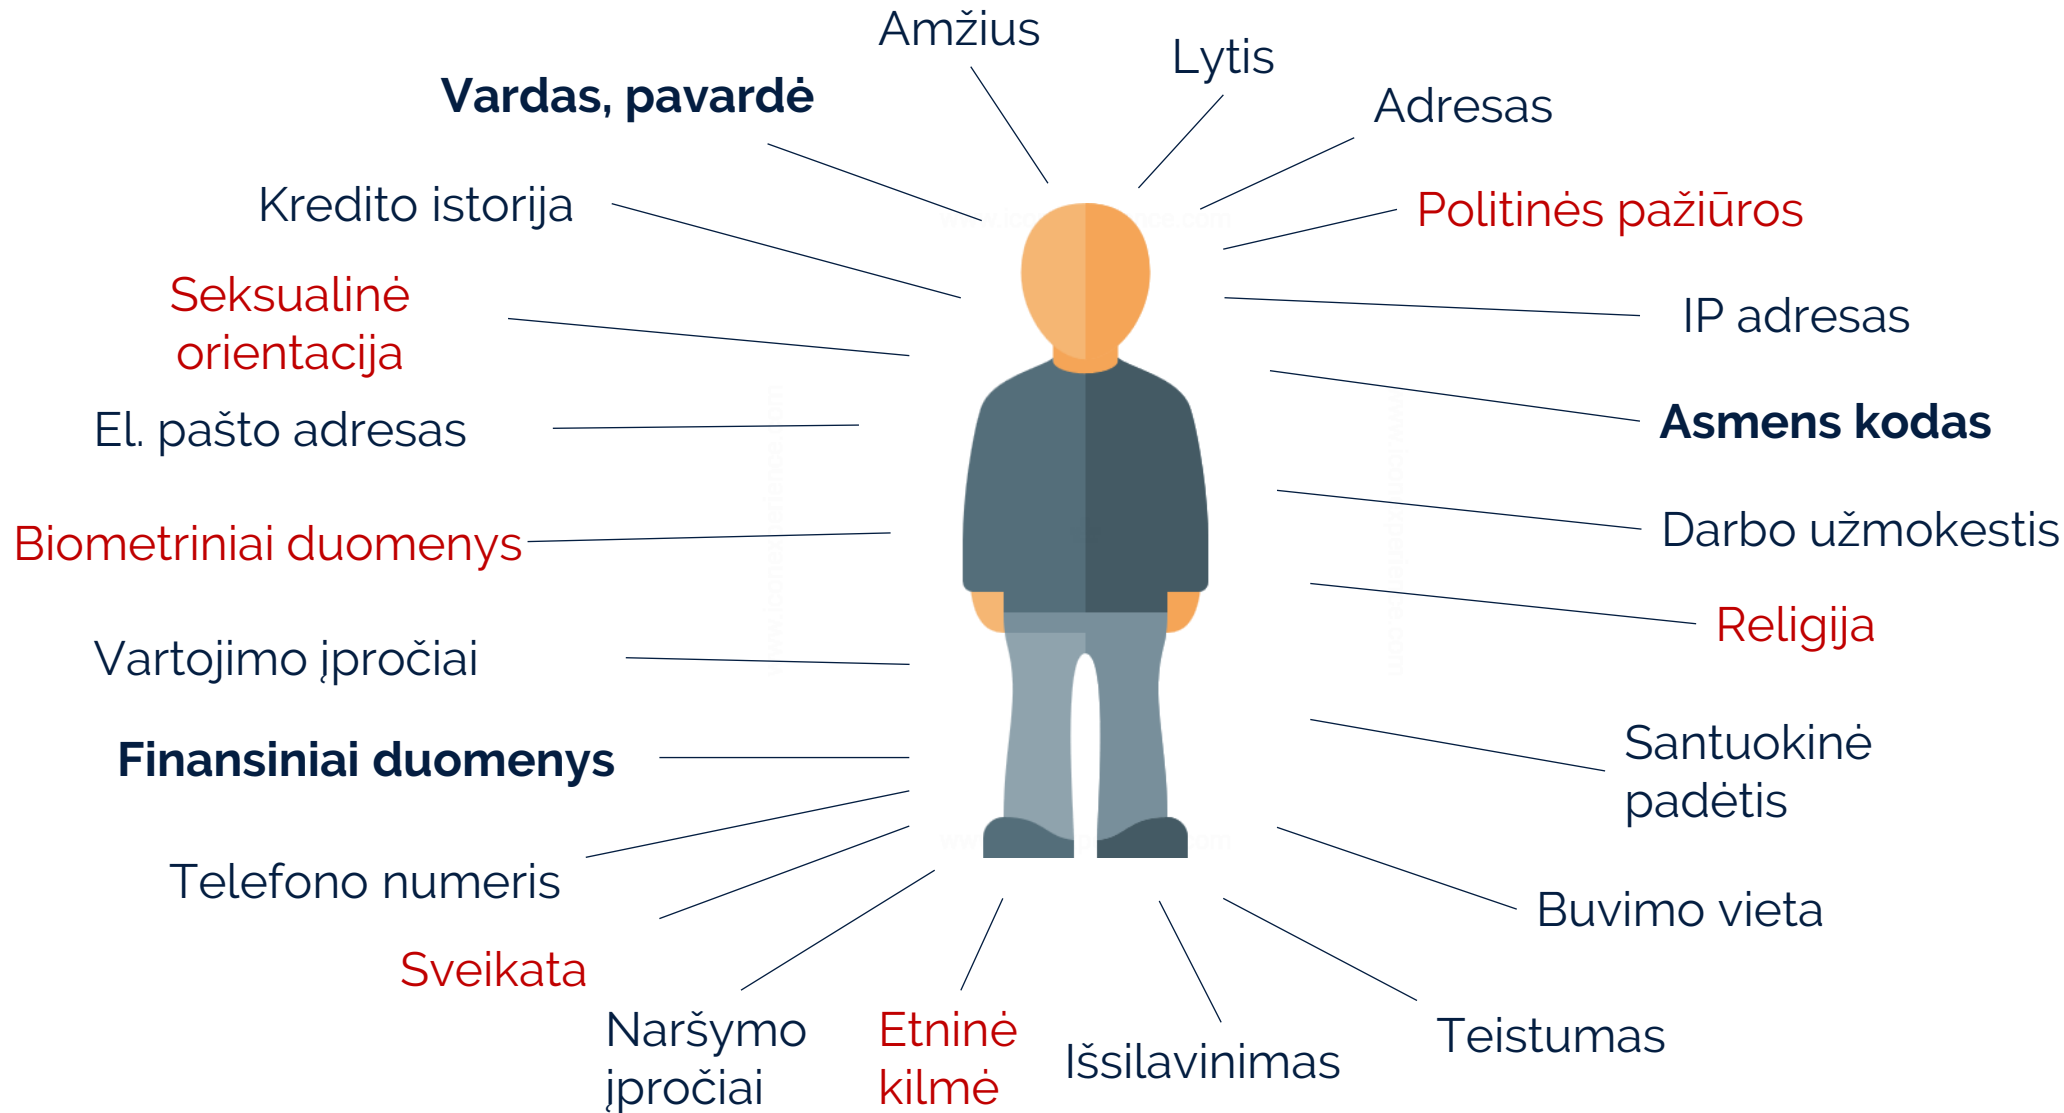 Amžius
Lytis
Vardas, pavardė
Adresas
Kredito istorija
Politinės pažiūros
Seksualinė
orientacija
IP adresas
El. pašto adresas
Asmens kodas
Biometriniai duomenys
Darbo užmokestis
Religija
Vartojimo įpročiai
Finansiniai duomenys
Santuokinė
padėtis
Telefono numeris
Buvimo vieta
Sveikata
Naršymo
įpročiai
Etninė
kilmė
Išsilavinimas
Teistumas